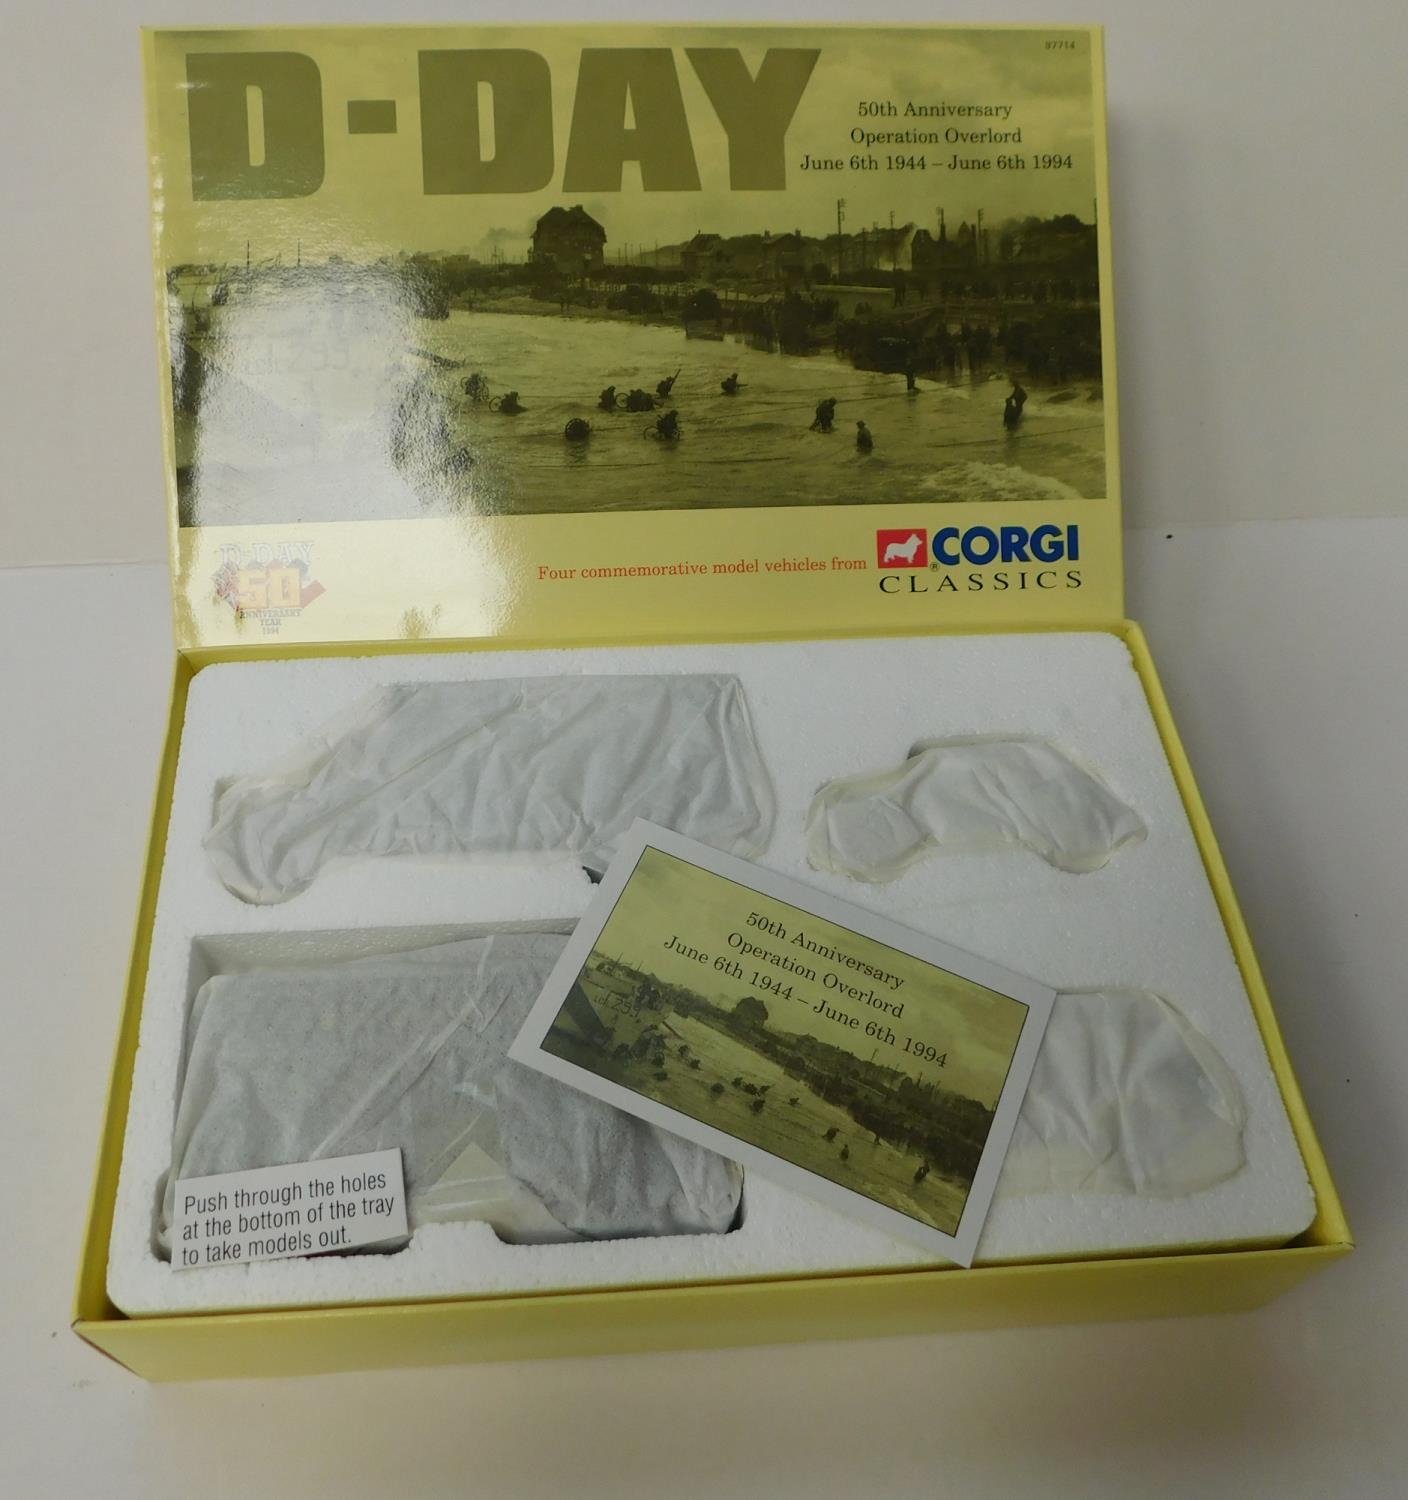 97714
D-DAY
50th Anniversary
Operation Overlord
June 6th 1944 – June 6th 1994
D-DAY
50
ANNIVERSARY
YEAR
1994
Four commemorative model vehicles from
CORGI
®
CLASSICS
50th Anniversary
Operation Overlord
June 6th 1944 – June 6th 1994
Push through the holes
at the bottom of the tray
to take models out.